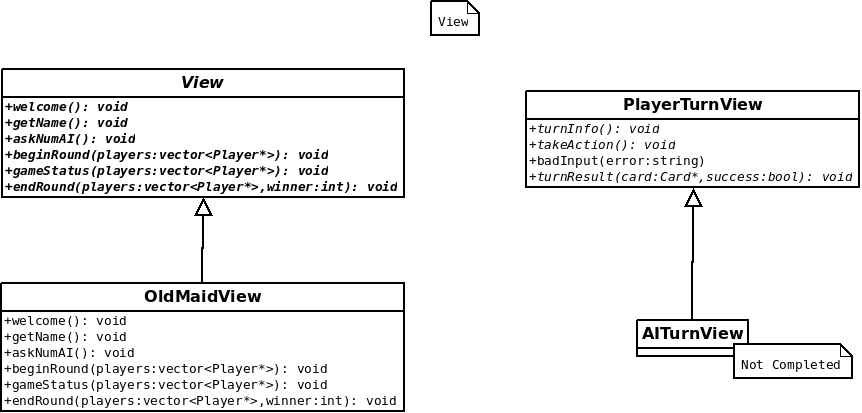 View
View
+welcome(): void
+getName(): void
+askNumAI(): void
+beginRound(players:vector<Player*>): void
+gameStatus(players:vector<Player*>): void
+endRound(players:vector<Player*>,winner:int): void
PlayerTurnView
+turnInfo(): void
+takeAction(): void
+badInput(error:string)
+turnResult(card:Card*,success:bool): void
OldMaidView
+welcome(): void
+getName(): void
+askNumAI(): void
+beginRound(players:vector<Player*>): void
+gameStatus(players:vector<Player*>): void
+endRound(players:vector<Player*>,winner:int): void
AITurnView
Not Completed